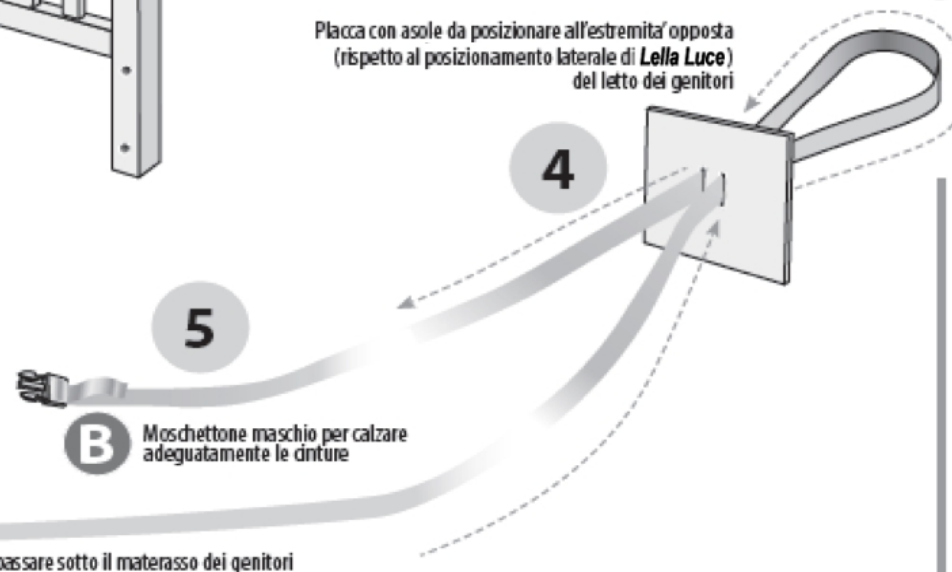 Placca con asole da posizionare all'estremita' opposta
(rispetto al posizionamento laterale di Lella Luce)
del letto dei genitori
4
5
B
Moschettone maschio per calzare
adeguatamente le cinture
passare sotto il materasso dei genitori